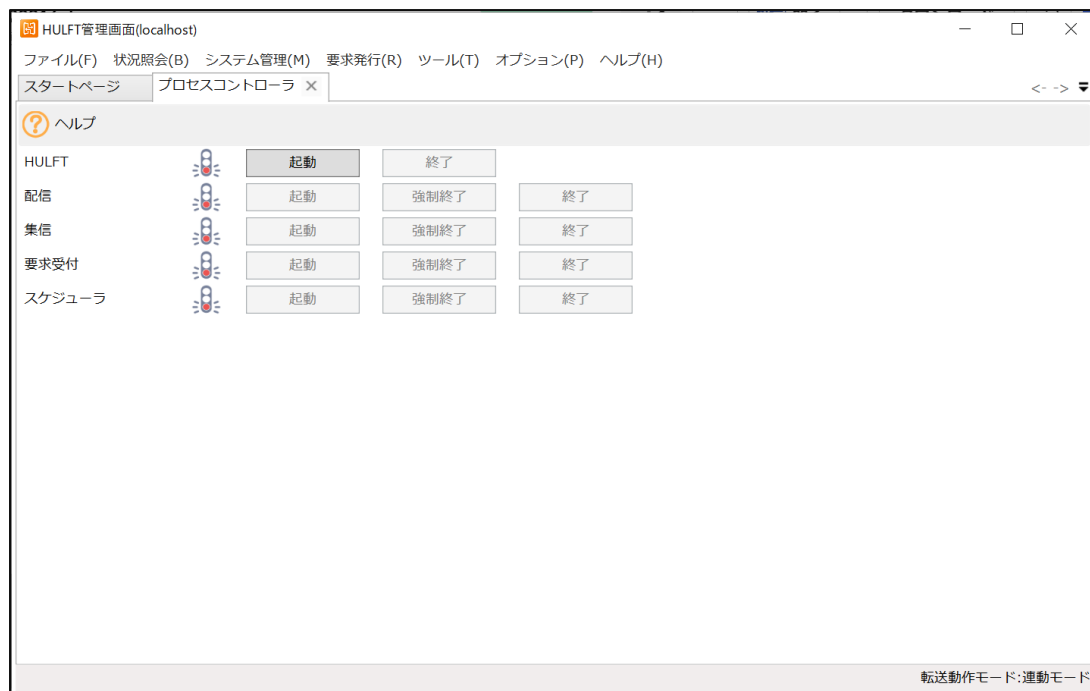 HULFT管理画面(localhost)
ファイル(F) 状況照会(B) システム管理(M) 要求発行(R) ツール(T) オプション(P) ヘルプ(H)
スタートページ プロセスコントローラ
<- ->
ヘルプ
HULFT 起動 終了
配信 起動 強制終了 終了
集信 起動 強制終了 終了
要求受付 起動 強制終了 終了
スケジューラ 起動 強制終了 終了
転送動作モード:連動モード